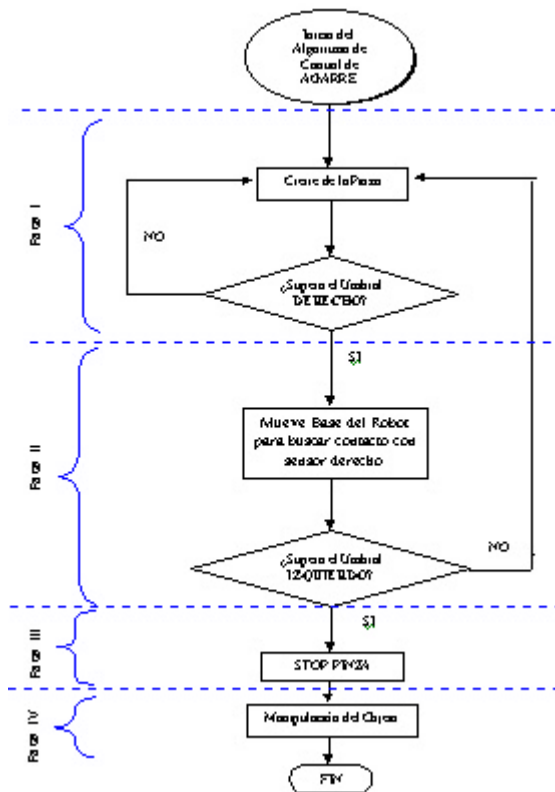 Inicio del
Algoritmo de
Control de
AGARRE
Fase I
Cierre de la Pinza
NO
¿Supera el Umbral
DERECHO?
SI
Fase II
Mueve Base del Robot
para buscar contacto con
sensor derecho
¿Supera el Umbral
IZQUIERDO?
NO
SI
Fase III
STOP PINZA
Fase IV
Manipulación del Objeto
FIN